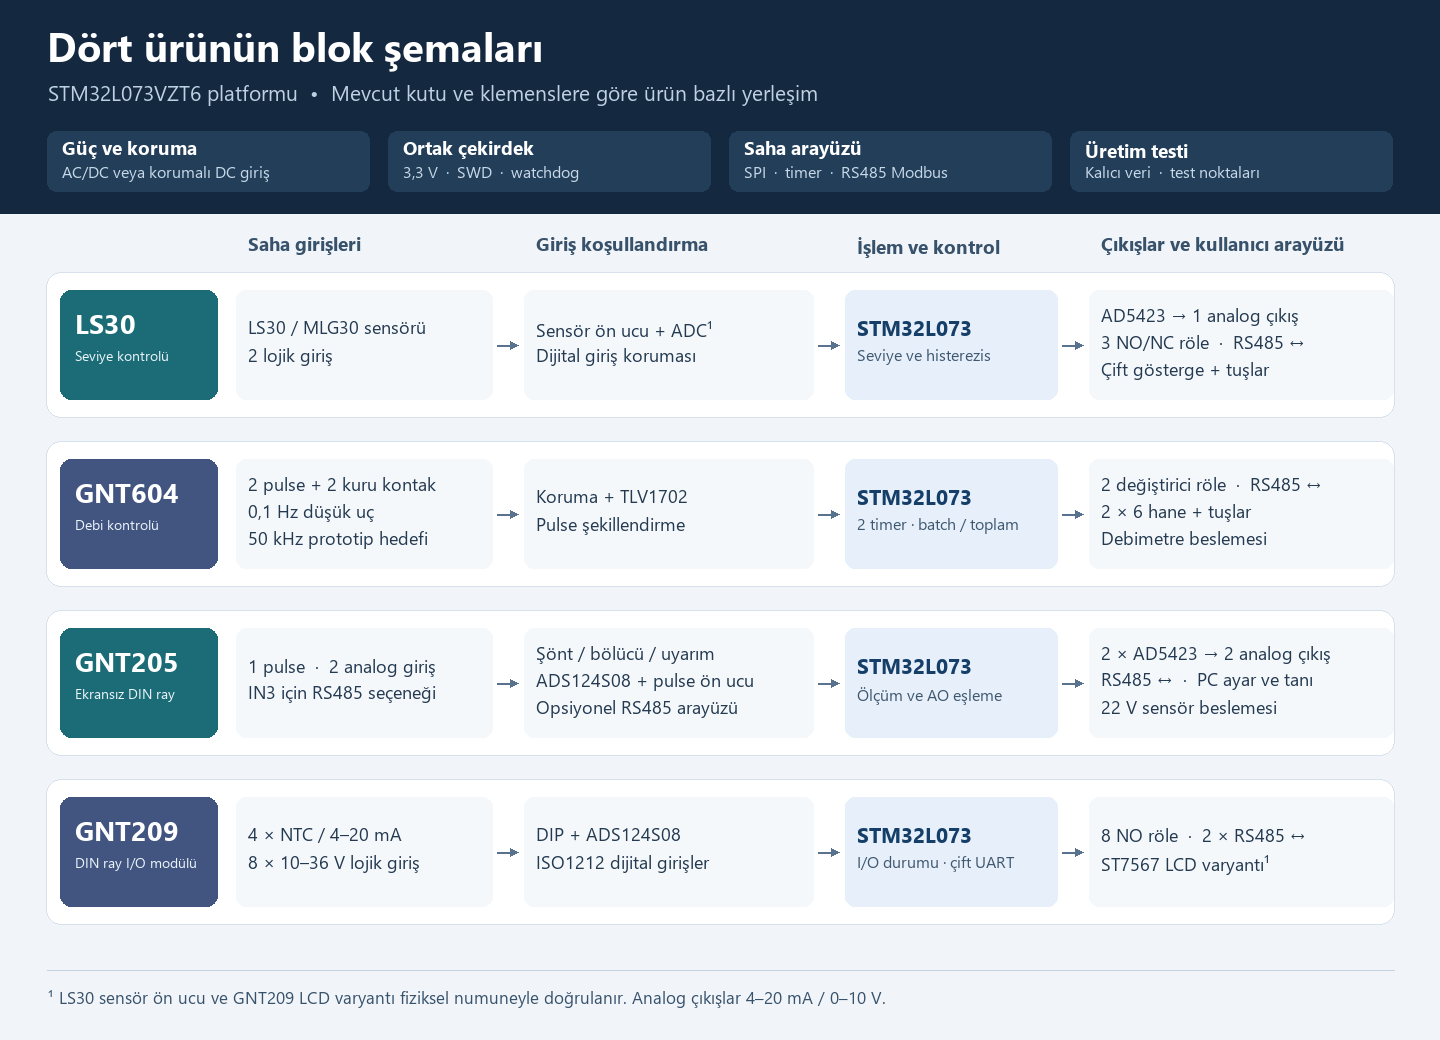 Dört ürünün blok şemaları
STM32L073VZT6 platformu • Mevcut kutu ve klemenslere göre ürün bazlı yerleşim
Güç ve koruma
AC/DC veya korumalı DC giriş
Ortak çekirdek
3,3 V · SWD · watchdog
Saha arayüzü
SPI · timer · RS485 Modbus
Üretim testi
Kalıcı veri · test noktaları
Saha girişleri
Giriş koşullandırma
İşlem ve kontrol
Çıkışlar ve kullanıcı arayüzü
LS30
Seviye kontrolü
LS30 / MLG30 sensörü
2 lojik giriş
Sensör ön ucu + ADC¹
Dijital giriş koruması
STM32L073
Seviye ve histerezis
AD5423 → 1 analog çıkış
3 NO/NC röle · RS485 ↔
Çift gösterge + tuşlar
GNT604
Debi kontrolü
2 pulse + 2 kuru kontak
0,1 Hz düşük uç
50 kHz prototip hedefi
Koruma + TLV1702
Pulse şekillendirme
STM32L073
2 timer · batch / toplam
2 değiştirici röle · RS485 ↔
2 × 6 hane + tuşlar
Debimetre beslemesi
GNT205
Ekransız DIN ray
1 pulse · 2 analog giriş
IN3 için RS485 seçeneği
Şönt / bölücü / uyarım
ADS124S08 + pulse ön ucu
Opsiyonel RS485 arayüzü
STM32L073
Ölçüm ve AO eşleme
2 × AD5423 → 2 analog çıkış
RS485 ↔ · PC ayar ve tanı
22 V sensör beslemesi
GNT209
DIN ray I/O modülü
4 × NTC / 4–20 mA
8 × 10–36 V lojik giriş
DIP + ADS124S08
ISO1212 dijital girişler
STM32L073
I/O durumu · çift UART
8 NO röle · 2 × RS485 ↔
ST7567 LCD varyantı¹
¹ LS30 sensör ön ucu ve GNT209 LCD varyantı fiziksel numuneyle doğrulanır. Analog çıkışlar 4–20 mA / 0–10 V.